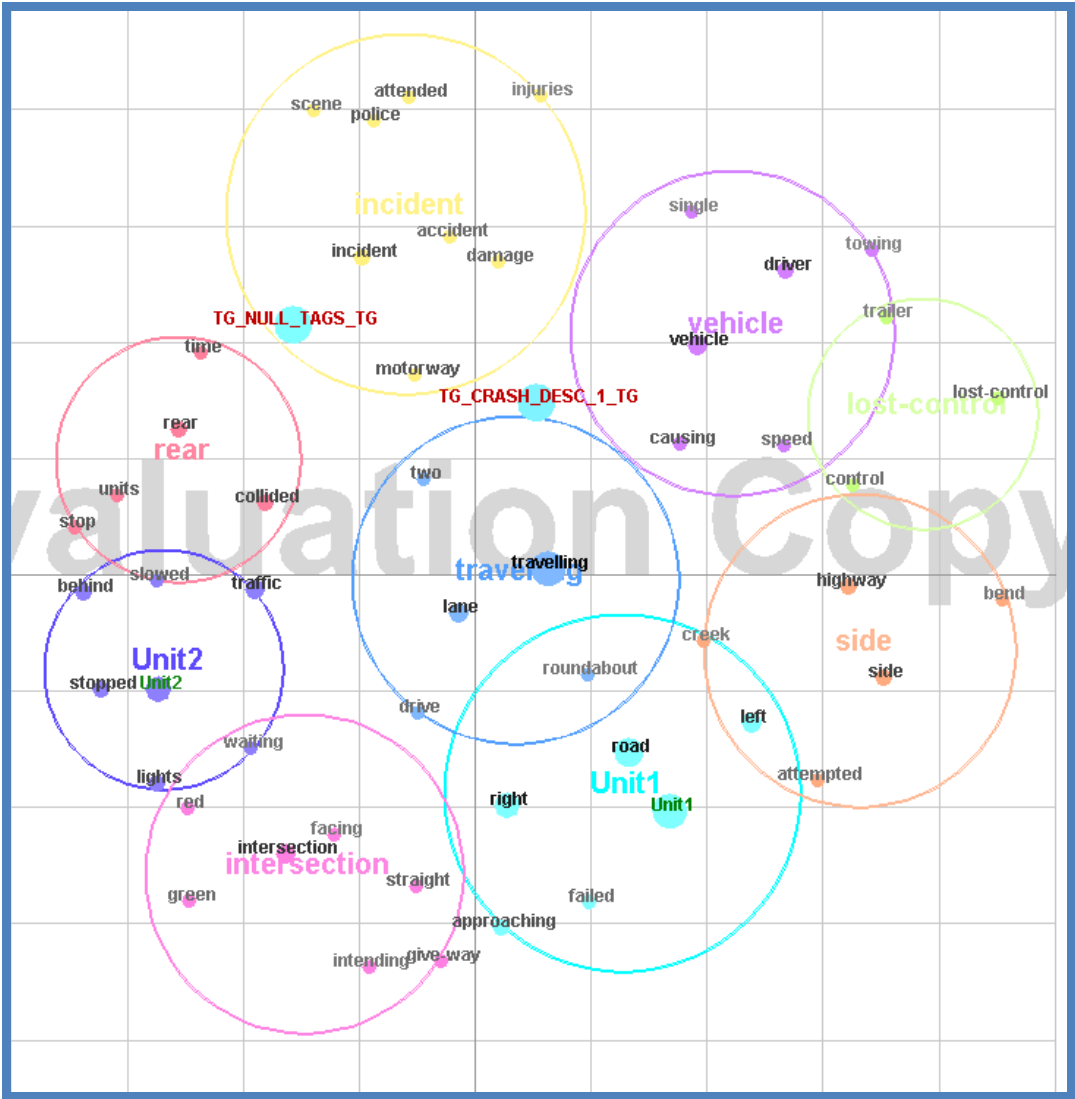 attended
injuries
scene
police
incident
single
accident
incident
damage
towing
driver
TG_NULL_TAGS_TG
vehicle
trailer
vehicle
time
motorway
TG_CRASH_DESC_1_TG
lost-control
lost-control
rear
rear
causing
speed
two
control
units
collided
stop
valuation Copy
travelling
travelling
behind
slowed
traffic
highway
bend
lane
creek
side
Unit2
roundabout
side
stopped
Unit2
drive
left
waiting
road
lights
attempted
Unit1
red
right
Unit1
facing
intersection
intersection
straight
green
failed
approaching
intending
give-way